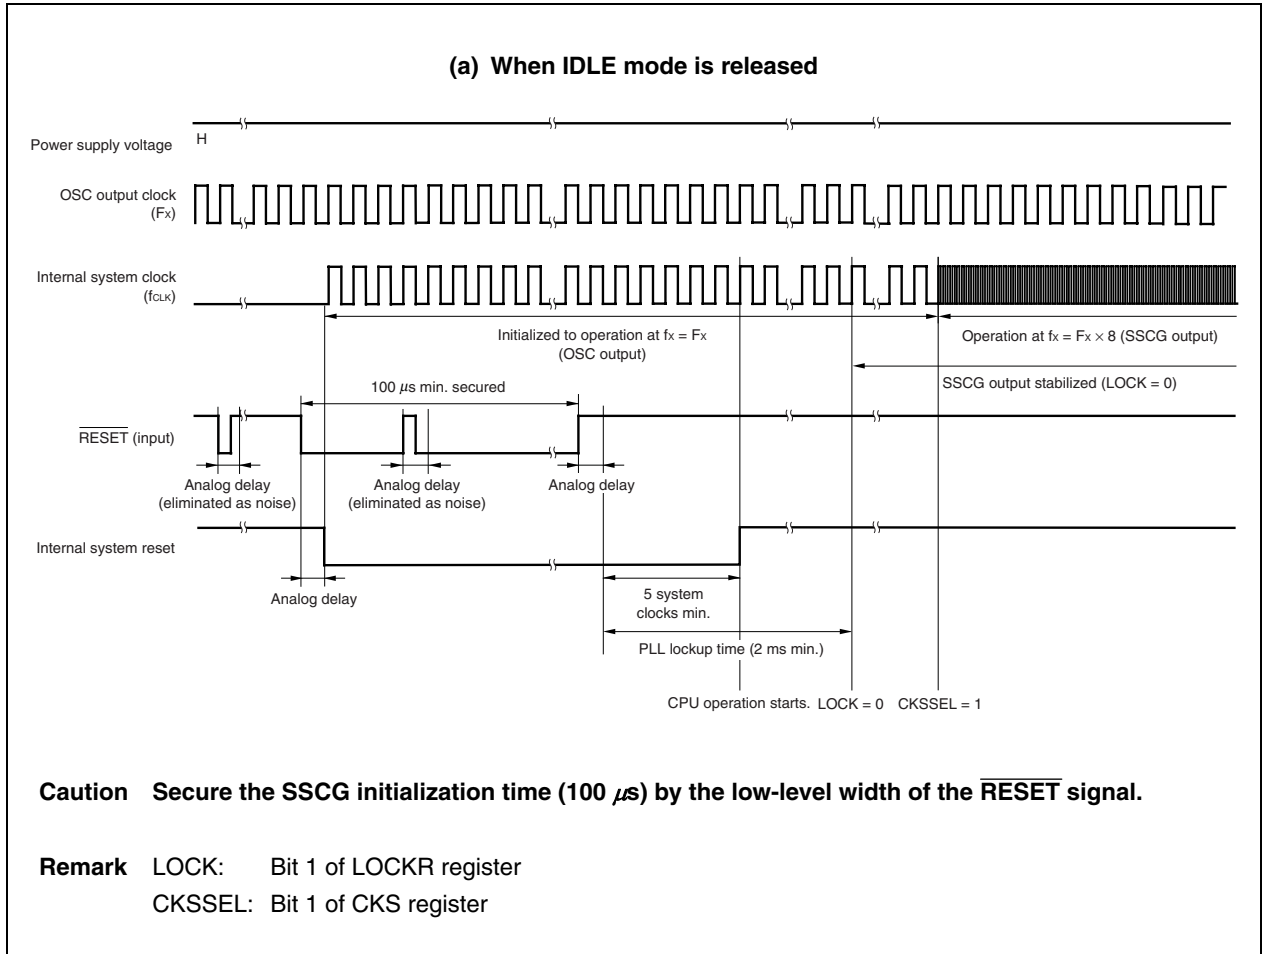 (a) When IDLE mode is released
Power supply voltage
H
OSC output clock
(Fx)
Internal system clock
(fCLK)
Initialized to operation at fx = Fx
(OSC output)
Operation at fx = Fx × 8 (SSCG output)
SSCG output stabilized (LOCK = 0)
100 μs min. secured
RESET (input)
Analog delay
(eliminated as noise)
Analog delay
(eliminated as noise)
Analog delay
Internal system reset
Analog delay
5 system
clocks min.
PLL lockup time (2 ms min.)
CPU operation starts. LOCK = 0 CKSSEL = 1
Caution Secure the SSCG initialization time (100 μs) by the low-level width of the RESET signal.
Remark LOCK: Bit 1 of LOCKR register
CKSSEL: Bit 1 of CKS register